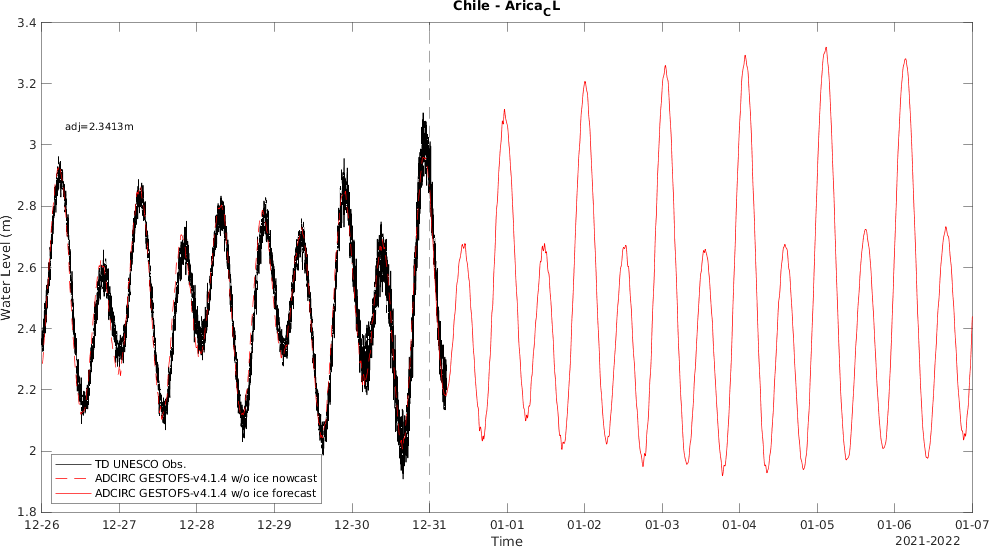 Chile - Arica_CL
3.4
3.2
3
2.8
2.6
2.4
2.2
2
1.8
Water Level (m)
adj=2.3413m
TD UNESCO Obs.
ADCIRC GESTOFS-v4.1.4 w/o ice nowcast
ADCIRC GESTOFS-v4.1.4 w/o ice forecast
12-26 12-27 12-28 12-29 12-30 12-31 01-01 01-02 01-03 01-04 01-05 01-06 01-07
Time
2021-2022